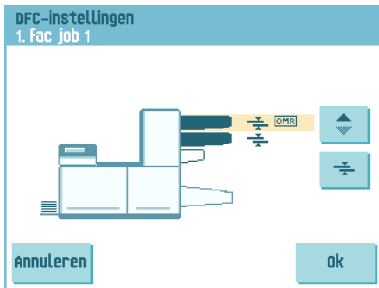 DFC-instellingen
1. Fac job 1
OMR
Annuleren
Ok